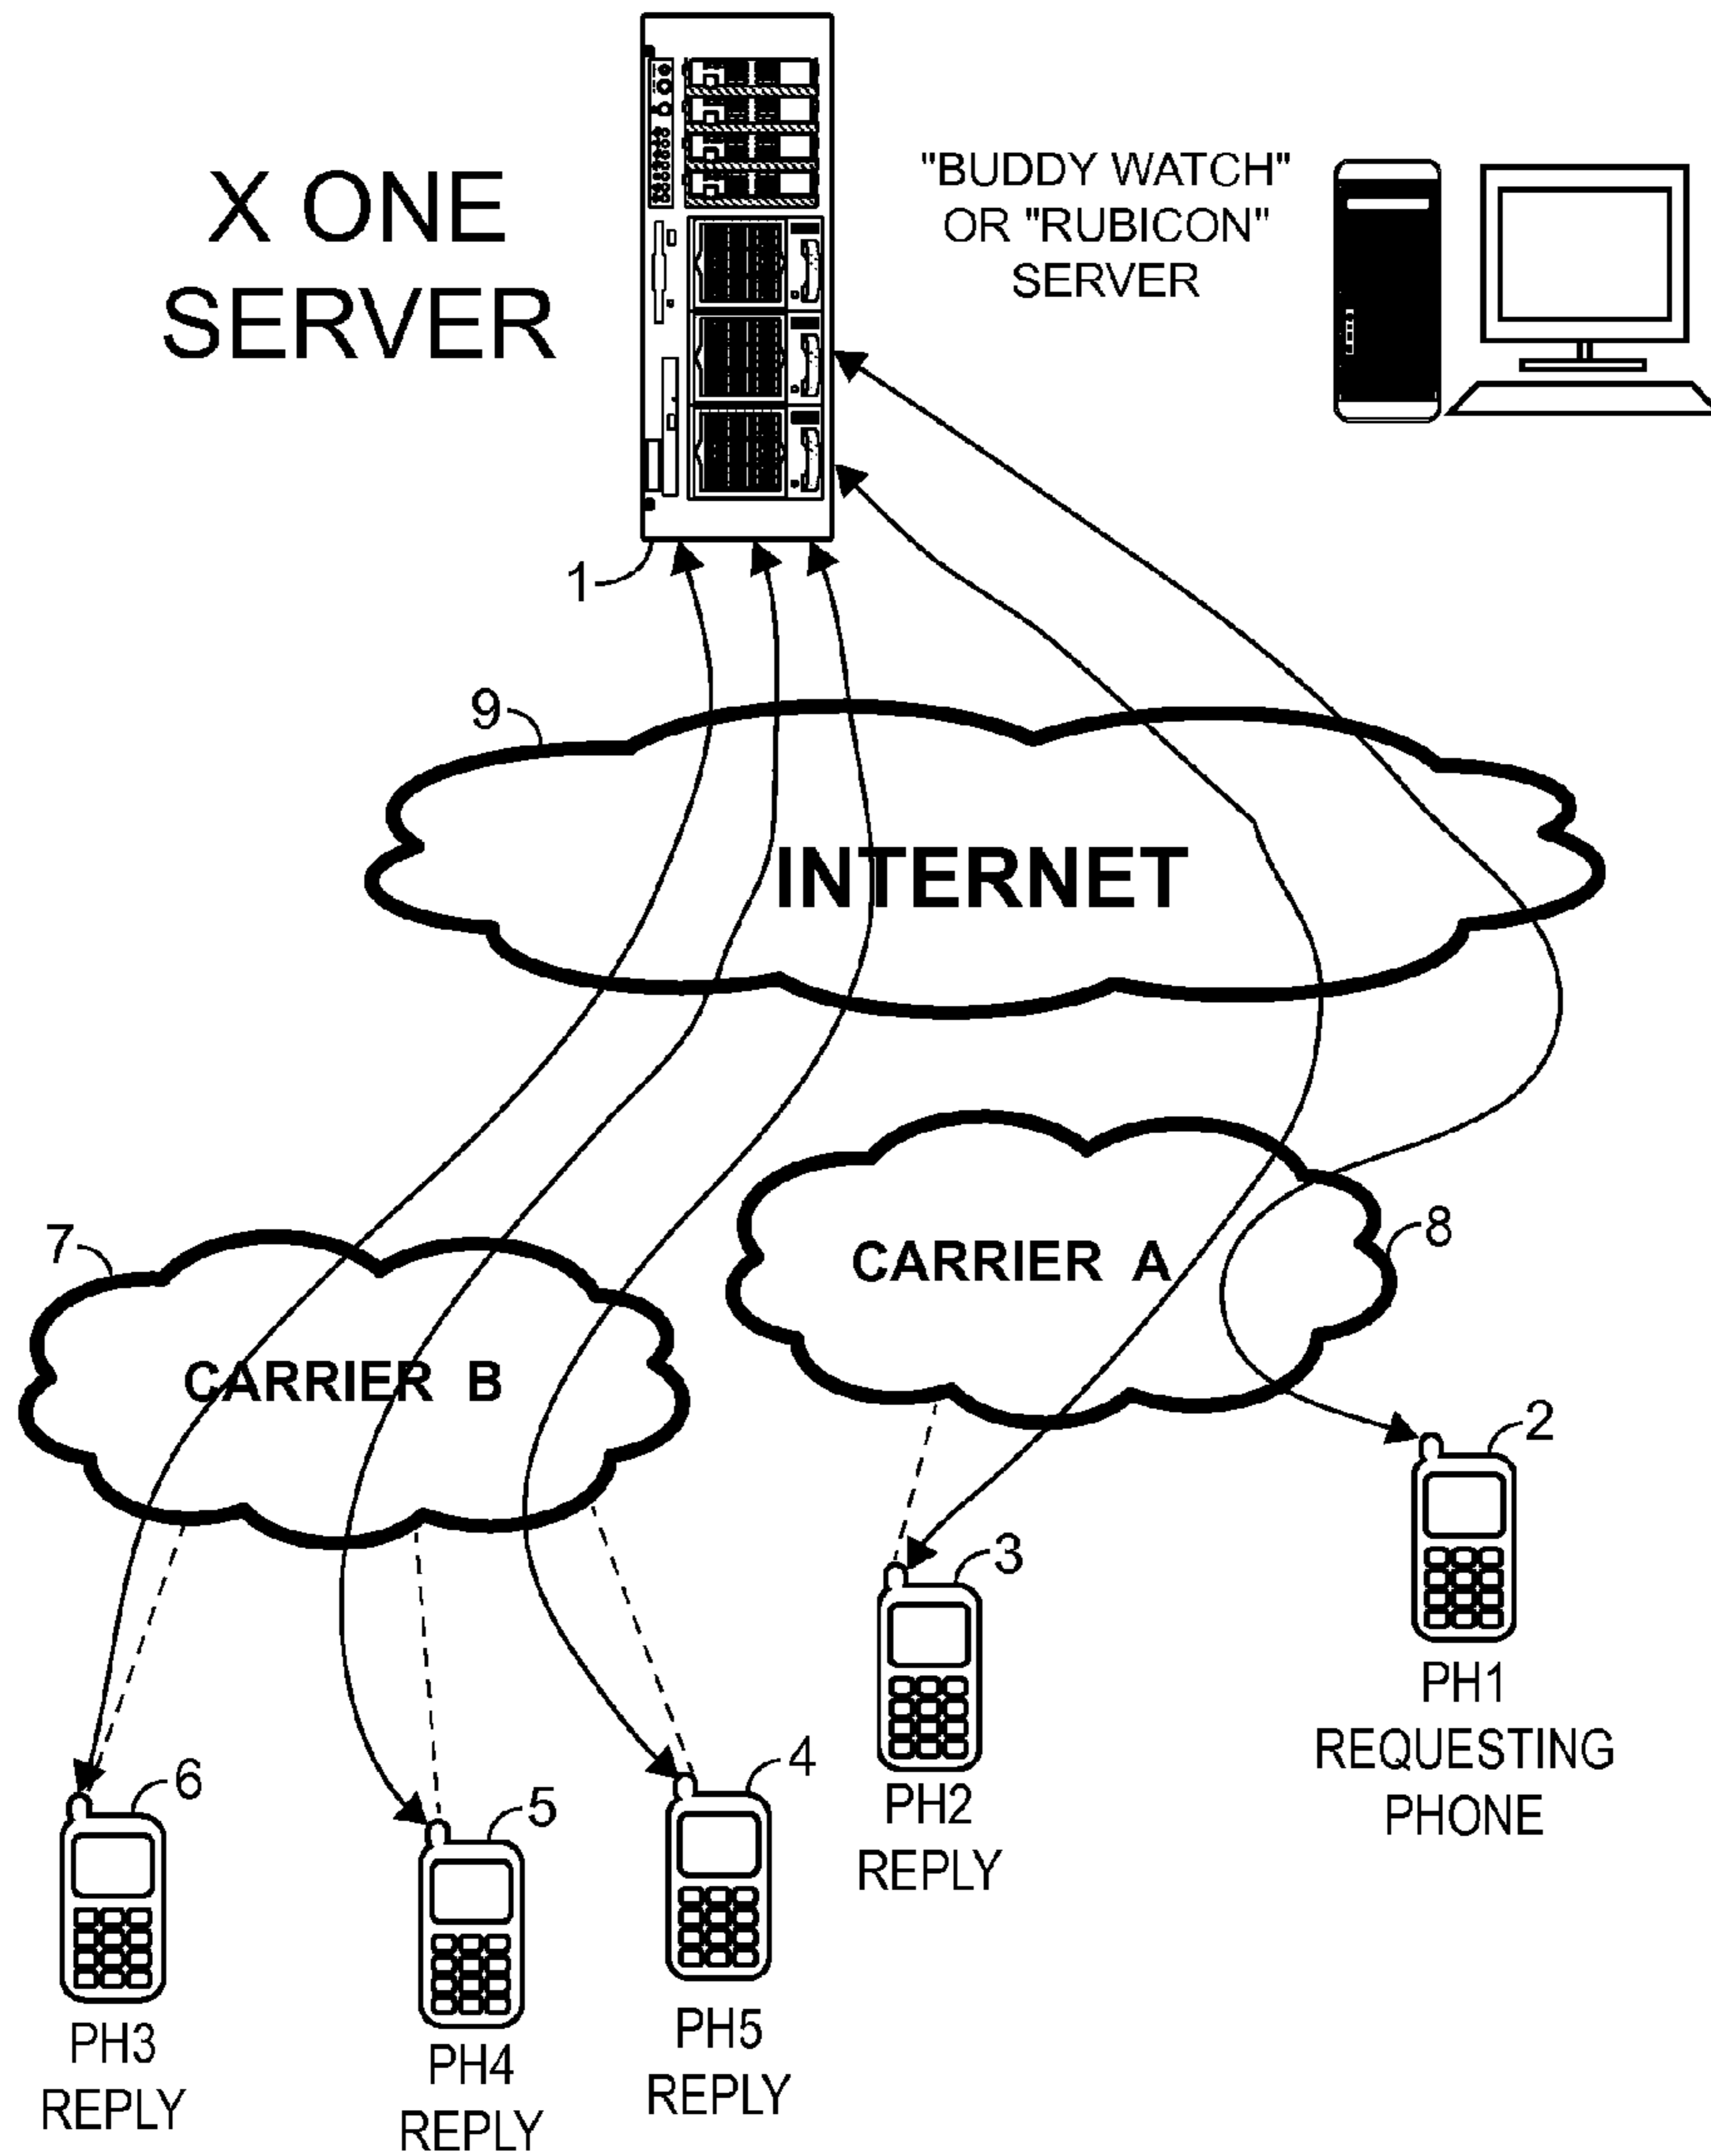 X ONE
SERVER
"BUDDY WATCH"
OR "RUBICON"
SERVER
1
9
INTERNET
7
CARRIER B
CARRIER A
8
2
PH1
REQUESTING
PHONE
3
PH2
REPLY
6
PH3
REPLY
5
PH4
REPLY
4
PH5
REPLY